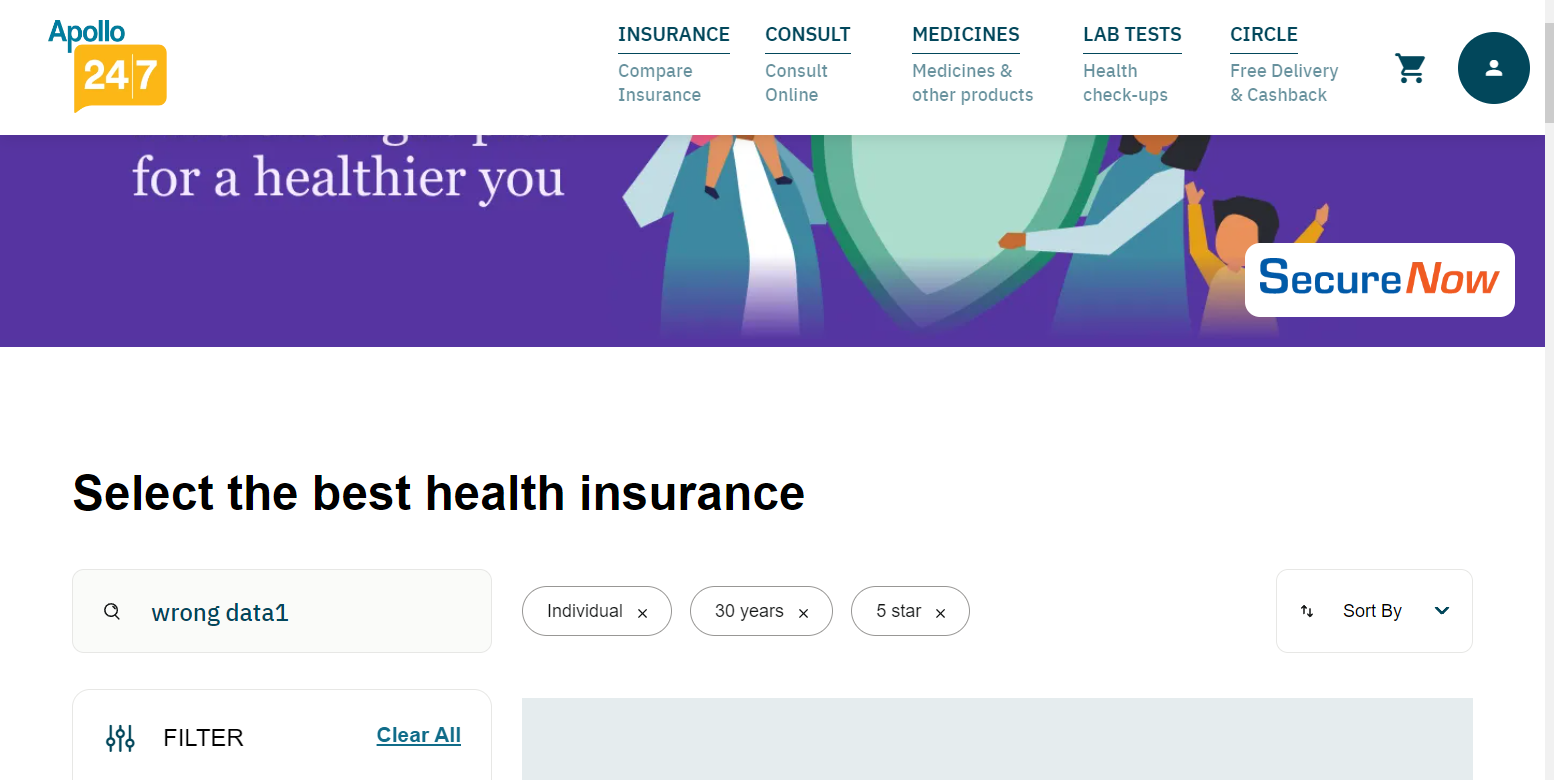 Apollo
24|7
INSURANCE
Compare
Insurance
CONSULT
Consult
Online
MEDICINES
Medicines &
other products
LAB TESTS
Health
check-ups
CIRCLE
Free Delivery
& Cashback
for a healthier you
SecureNow
Select the best health insurance
wrong data1
Individual ×
30 years ×
5 star ×
Sort By
FILTER
Clear All